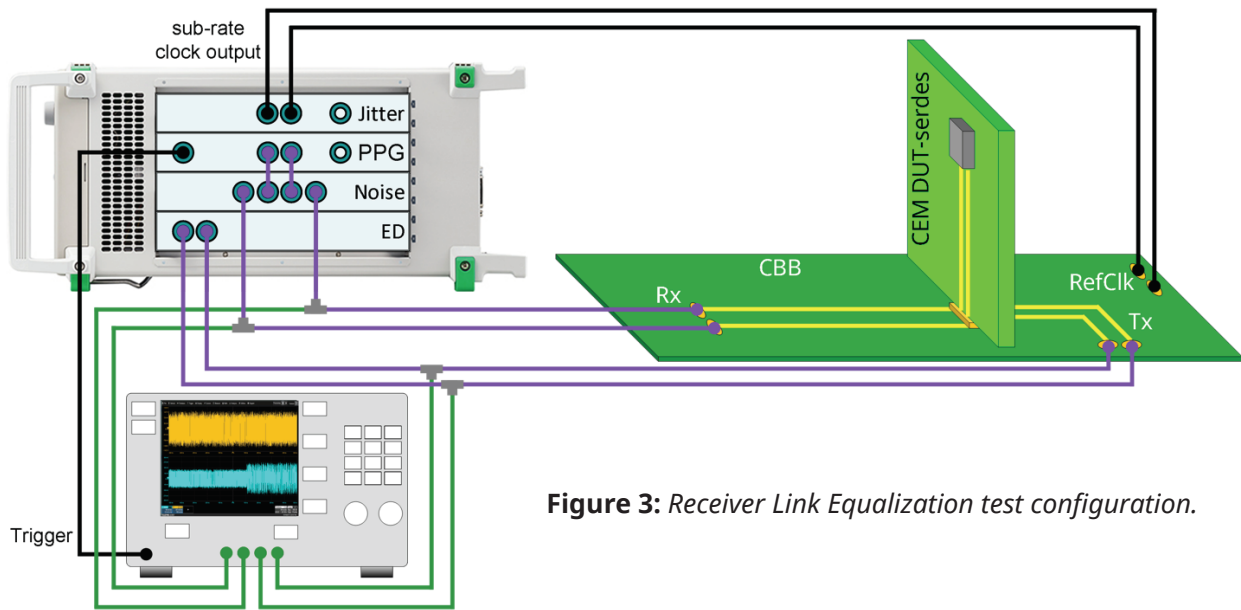 sub-rate
clock output
Jitter
PPG
Noise
ED
CEM DUT-serdes
CBB
RefClk
Rx
Tx
Trigger
Figure 3: Receiver Link Equalization test configuration.